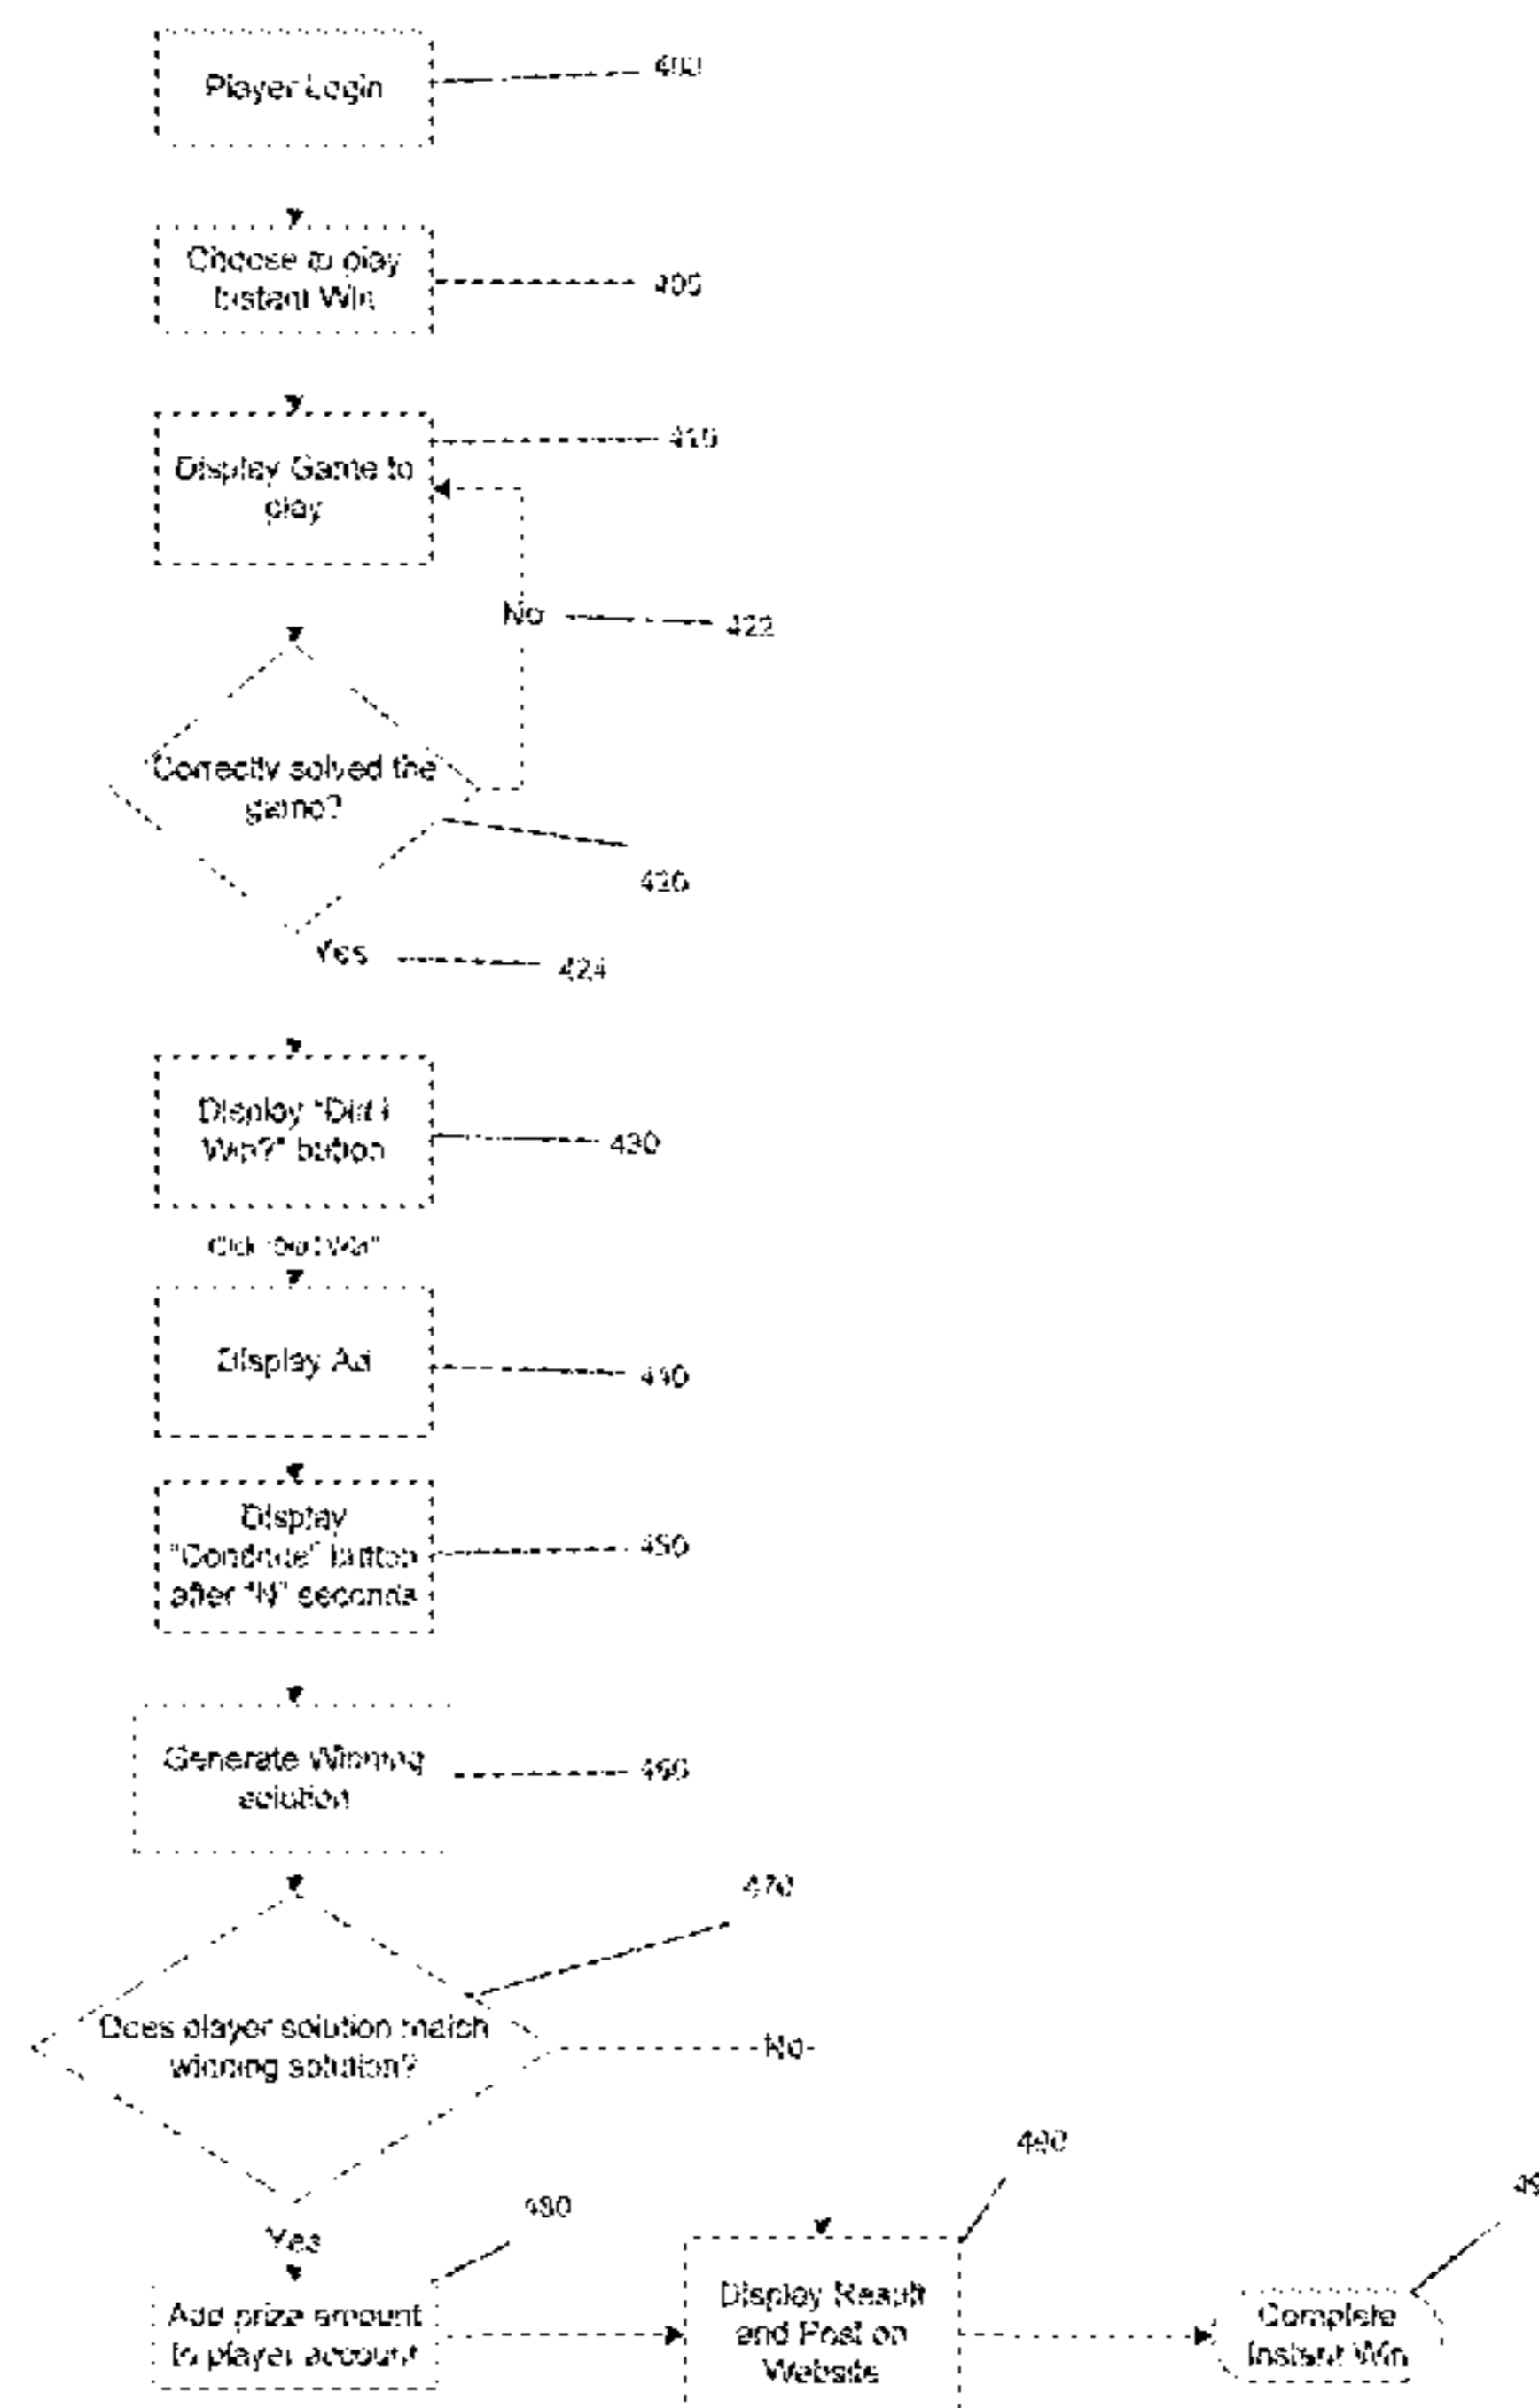 Player Login
400
Choose to play
Instant Win
405
Display Game to
play
410
No
422
Correctly solved the
game?
420
Yes
424
Display "Did I
Win?" button
430
Display Ad
440
Display
"Continue" button
after "N" seconds
450
Generate Winning
solution
460
470
Does player solution match
winning solution?
No
490
480
Yes
Add prize amount
to player account
Display Result
and Post on
Website
Complete
Instant Win